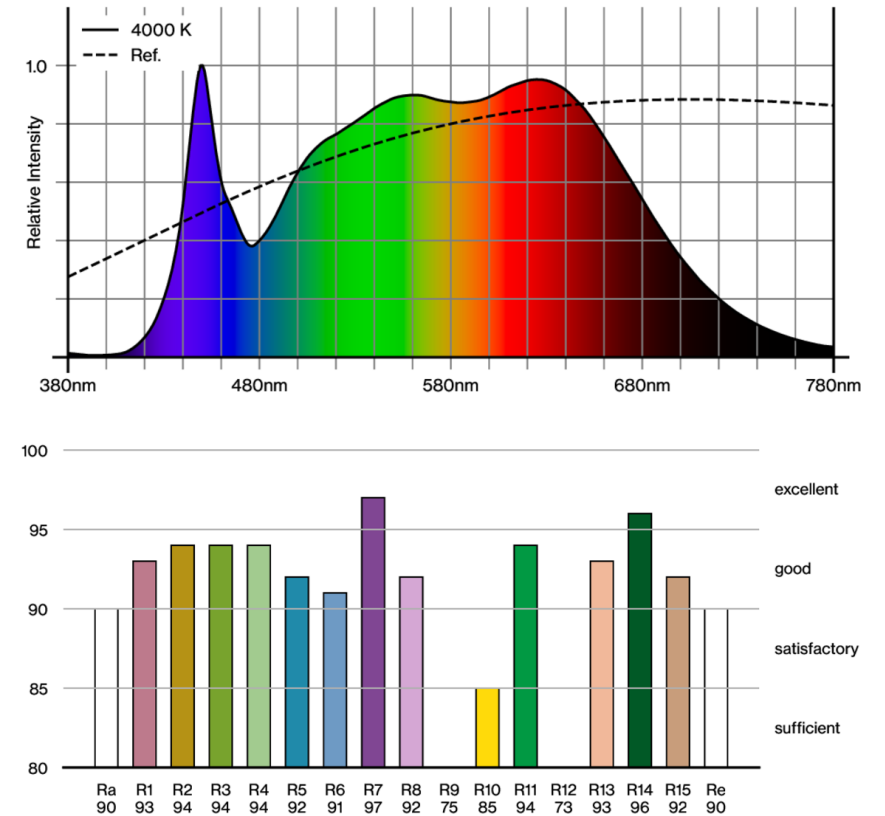 4000 K
Ref.
1.0
Relative Intensity
380nm 480nm 580nm 680nm 780nm
100
excellent
95
good
90
satisfactory
85
sufficient
80
Ra R1 R2 R3 R4 R5 R6 R7 R8 R9 R10 R11 R12 R13 R14 R15 Re
90 93 94 94 94 92 91 97 92 75 85 94 73 93 96 92 90